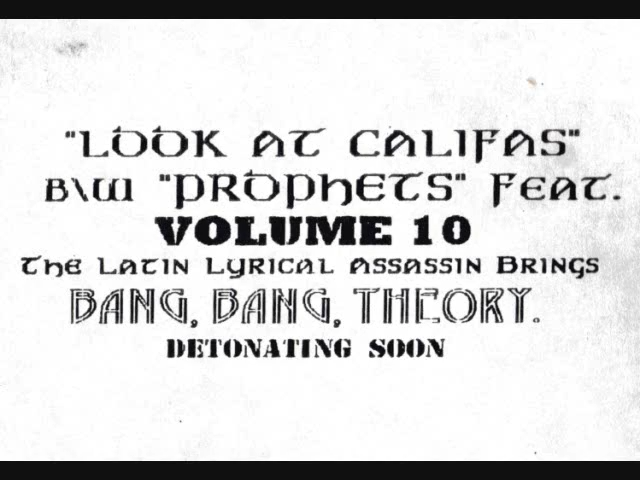 "LOOK AT CALIFAS"
B\W "PROPHETS" FEAT.
VOLUME 10
THE LATIN LYRICAL ASSASSIN BRINGS
BANG, BANG, THEORY.
DETONATING SOON